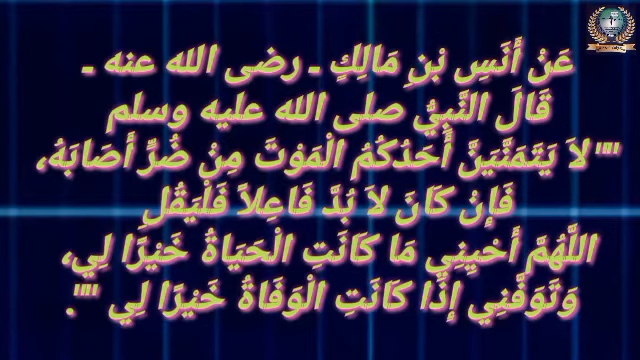 عَنْ أَنَسِ بْنِ مَالِكٍ ـ رضى الله عنه ـ
قَالَ النَّبِيُّ صلى الله عليه وسلم
""لاَ يَتَمَنَّيَنَّ أَحَدُكُمُ الْمَوْتَ مِنْ ضُرٍّ أَصَابَهُ،
فَإِنْ كَانَ لاَ بُدَّ فَاعِلاً فَلْيَقُلِ
اللَّهُمَّ أَحْيِنِي مَا كَانَتِ الْحَيَاةُ خَيْرًا لِي،
وَتَوَفَّنِي إِذَا كَانَتِ الْوَفَاةُ خَيْرًا لِي "".